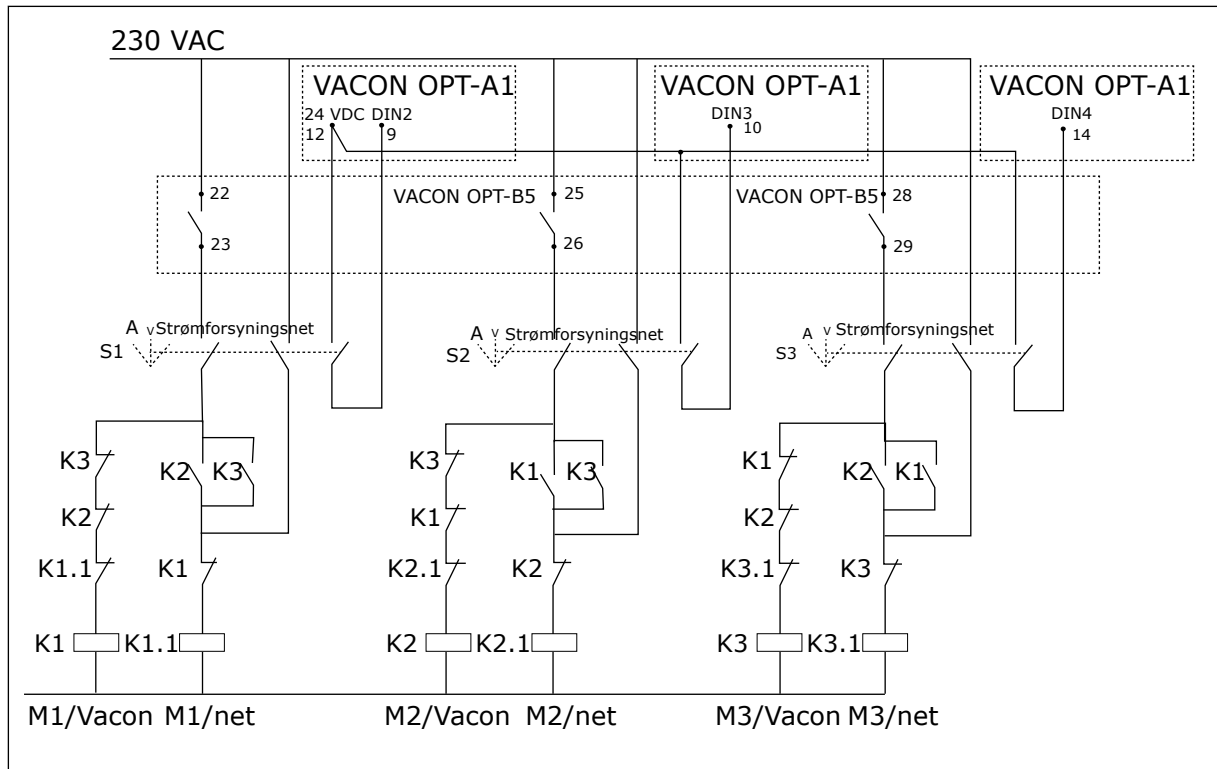 230 VAC
VACON OPT-A1
VACON OPT-A1
VACON OPT-A1
24 VDC DIN2
12 9
DIN3
10
DIN4
14
22
VACON OPT-B5
25
VACON OPT-B5
28
23
26
29
A V Strømforsyningsnet
S1
A V Strømforsyningsnet
S2
A V Strømforsyningsnet
S3
K3
K2 K3
K3
K1 K3
K1
K2 K1
K2
K1
K2
K1.1
K1
K2.1
K2
K3.1
K3
K1
K1.1
K2
K2.1
K3
K3.1
M1/Vacon M1/net
M2/Vacon M2/net
M3/Vacon M3/net